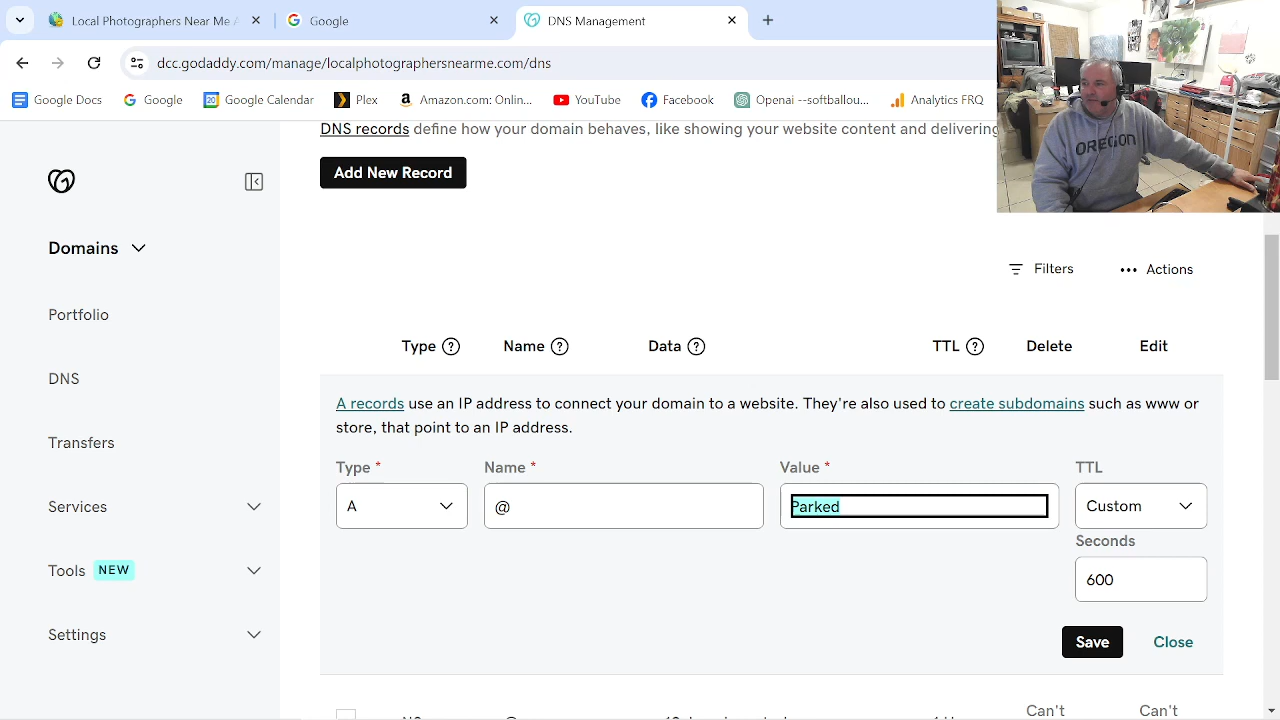 Local Photographers Near Me
Google
DNS Management
dcc.godaddy.com/manage/localphotographersnearme.com/dns
Google Docs
Google
Google Calendar
Plix
Amazon.com: Onlin...
YouTube
Facebook
Openai --softballou...
Analytics FRQ
DNS records define how your domain behaves, like showing your website content and delivering
Add New Record
OREGON
Domains
Filters
Actions
Portfolio
Type ? Name ? Data ? TTL ? Delete Edit
DNS
A records use an IP address to connect your domain to a website. They're also used to create subdomains such as www or
store, that point to an IP address.
Transfers
Type * Name * Value * TTL
Services
A @ Parked Custom
Seconds
Tools NEW
600
Settings
Save Close
Can't Can't